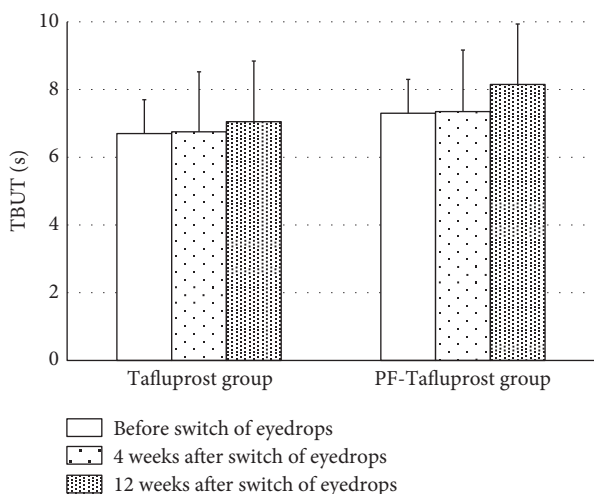 10
8
6
4
2
0
TBUT (s)
Tafluprost group
PF-Tafluprost group
Before switch of eyedrops
4 weeks after switch of eyedrops
12 weeks after switch of eyedrops